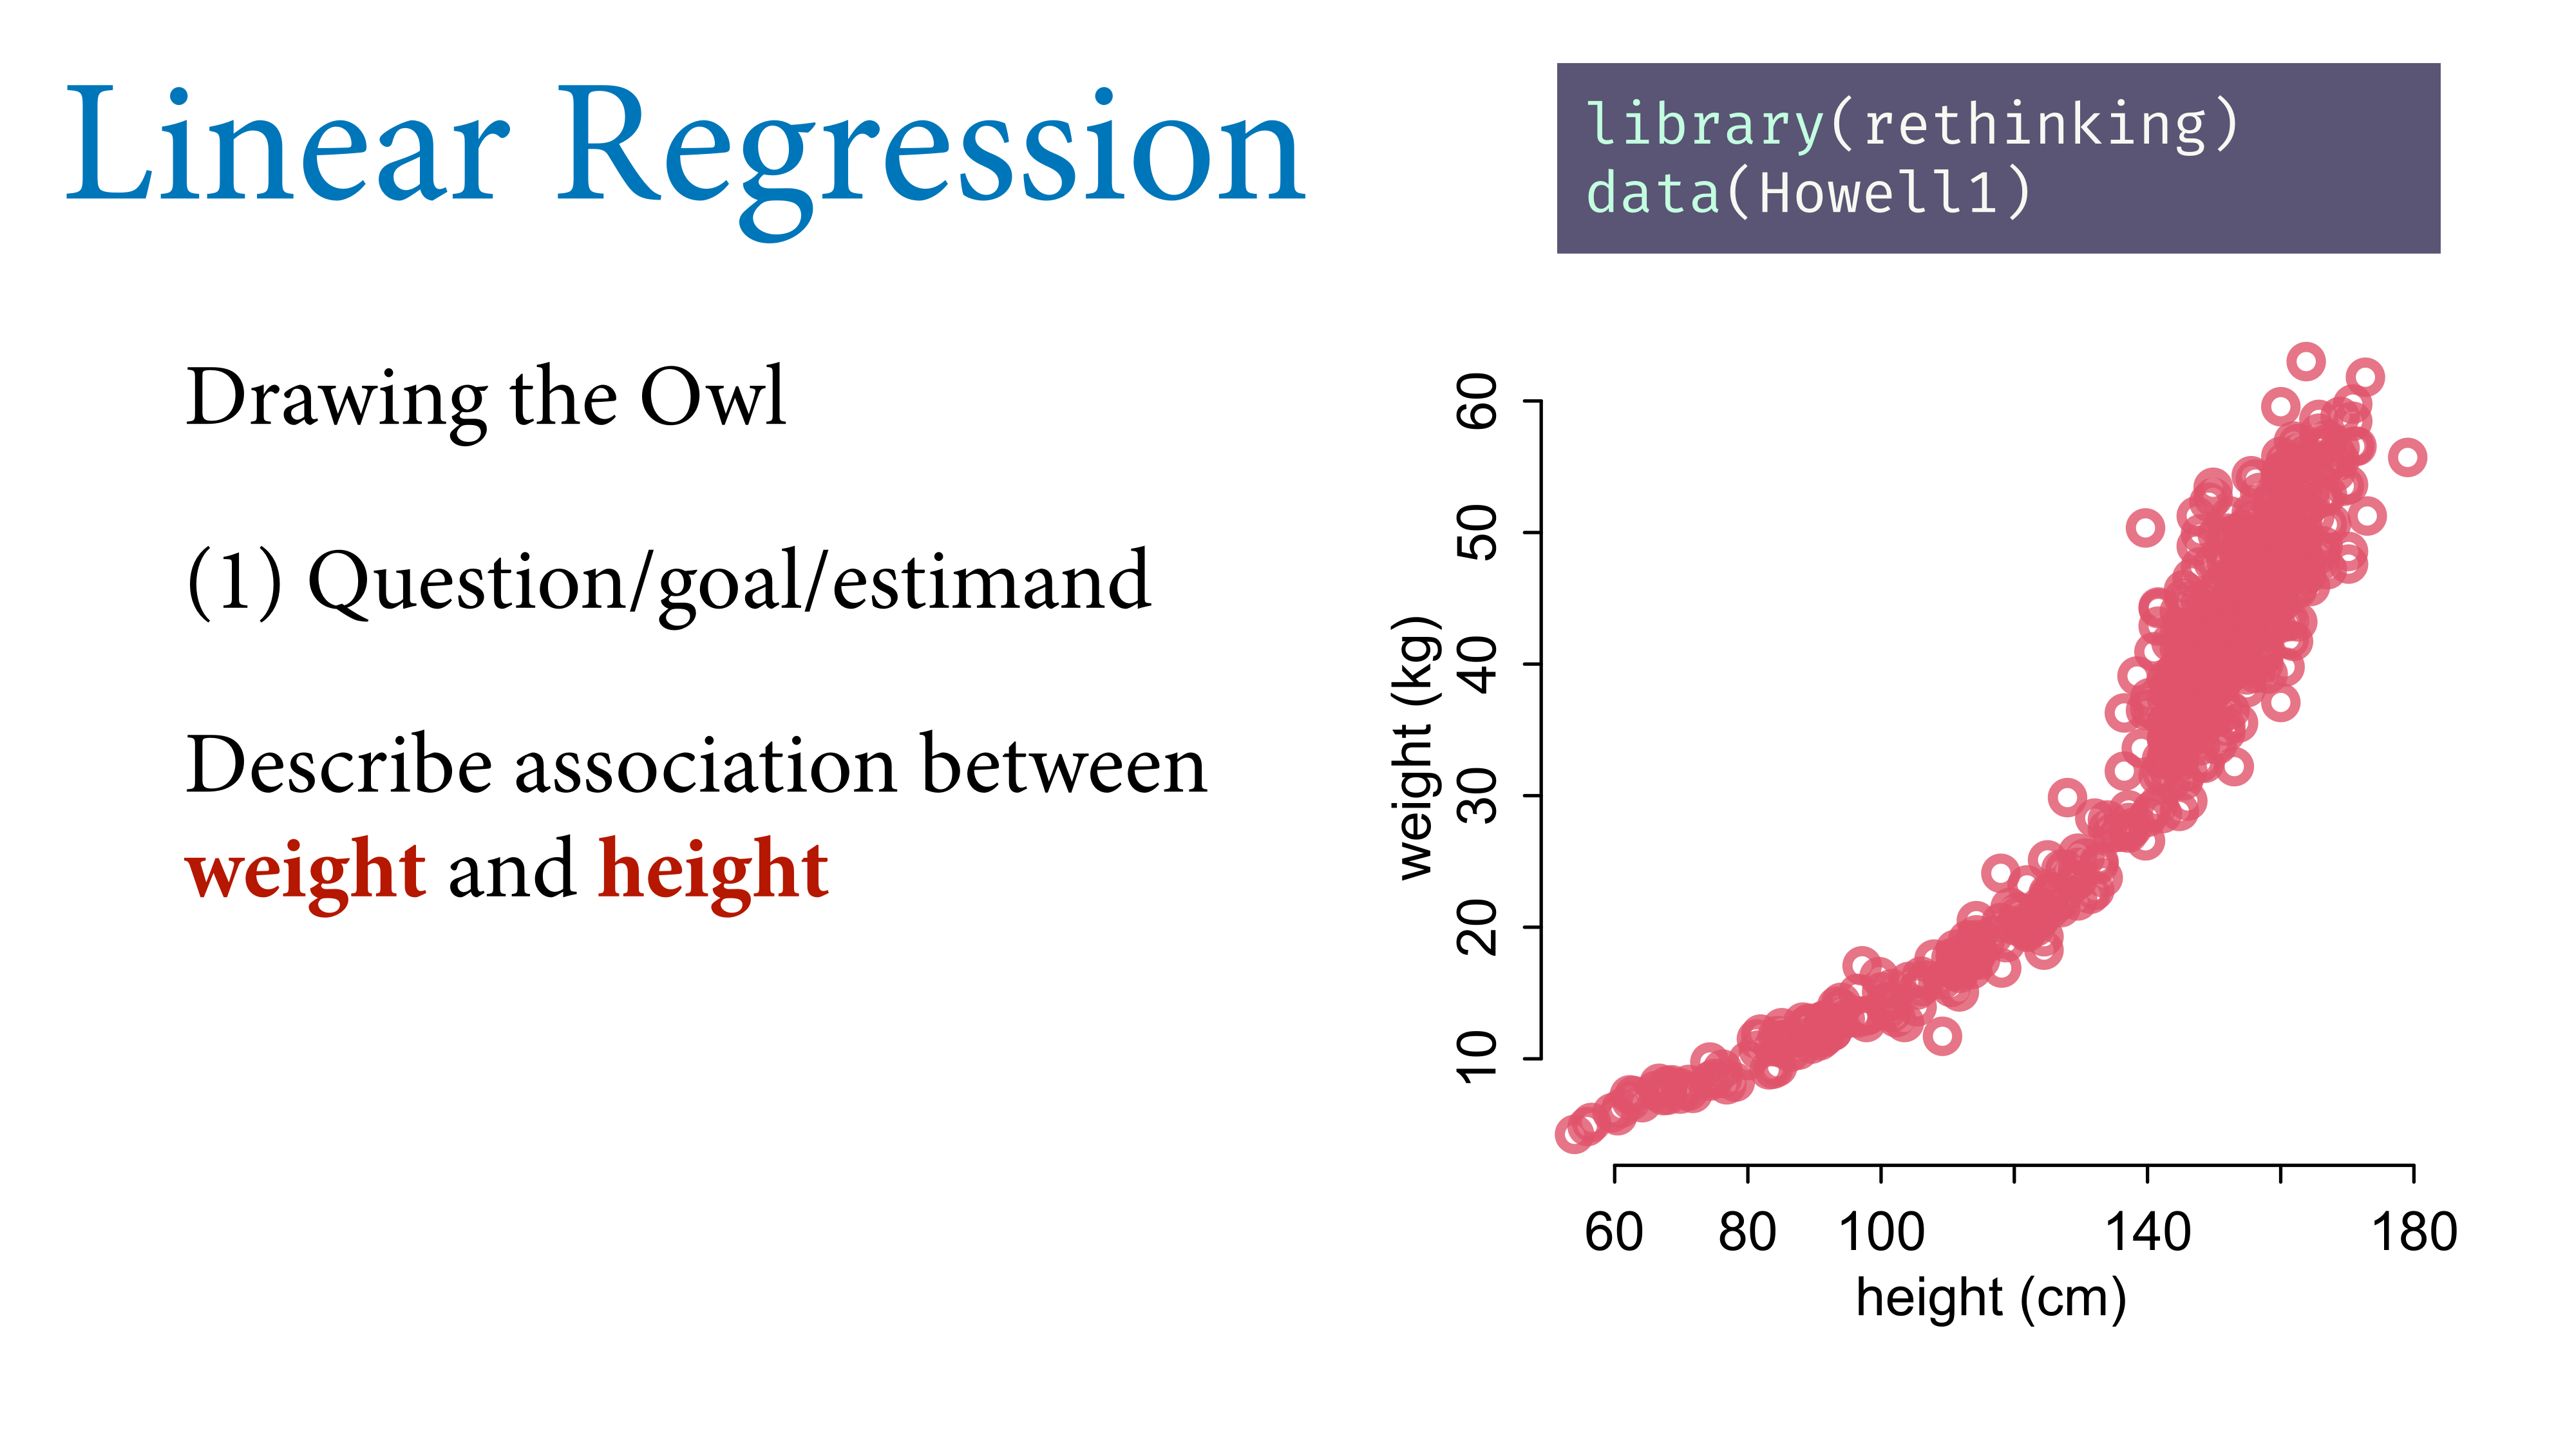 Linear Regression
library(rethinking)
data(Howell1)
Drawing the Owl
(1) Question/goal/estimand
Describe association between
weight and height
weight (kg)
60
50
40
30
20
10
60 80 100 140 180
height (cm)